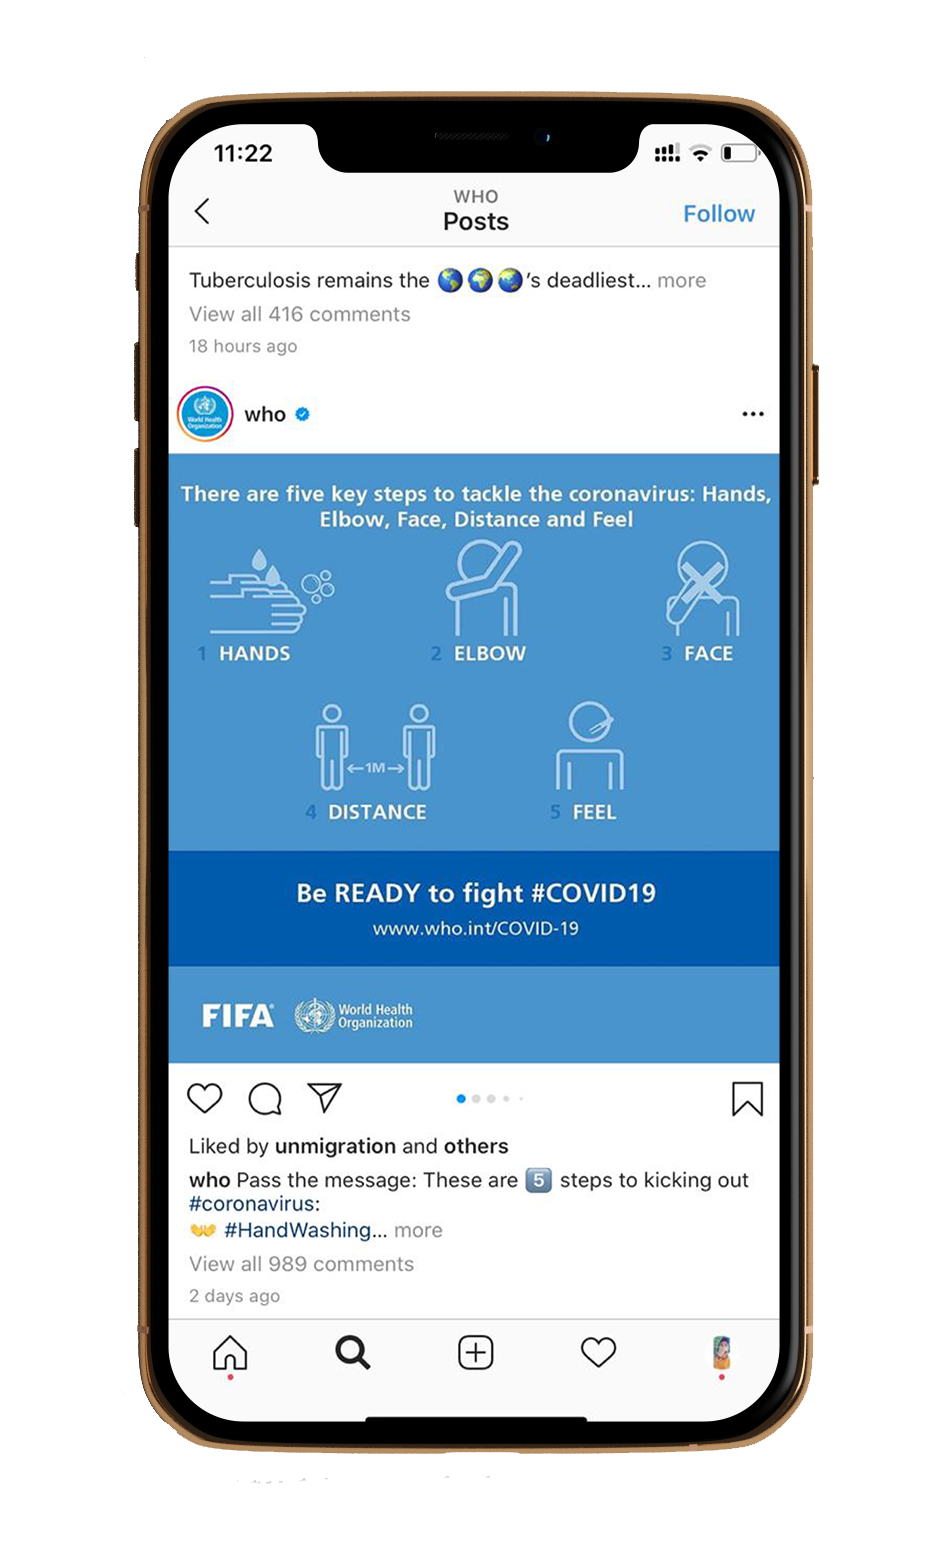 11:22
WHO
Posts
Follow
Tuberculosis remains the 🌎🌍🌏's deadliest... more
View all 416 comments
18 hours ago
World Health
Organization
who
There are five key steps to tackle the coronavirus: Hands,
Elbow, Face, Distance and Feel
1 HANDS
2 ELBOW
3 FACE
1M
4 DISTANCE
5 FEEL
Be READY to fight #COVID19
www.who.int/COVID-19
FIFA®
World Health
Organization
Liked by unmigration and others
who Pass the message: These are 5️⃣ steps to kicking out
#coronavirus:
👐 #HandWashing... more
View all 989 comments
2 days ago